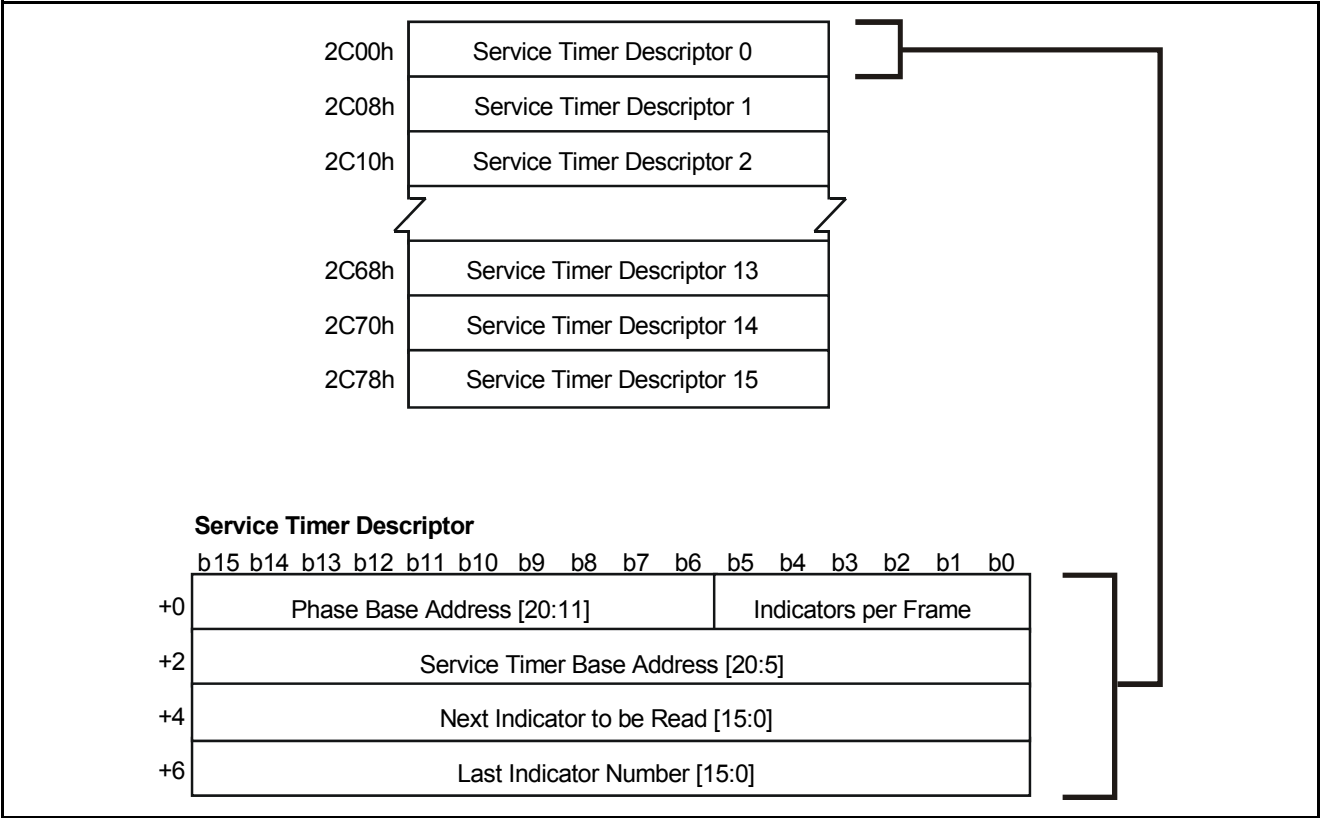 2C00h Service Timer Descriptor 0
2C08h Service Timer Descriptor 1
2C10h Service Timer Descriptor 2
2C68h Service Timer Descriptor 13
2C70h Service Timer Descriptor 14
2C78h Service Timer Descriptor 15
Service Timer Descriptor
b15 b14 b13 b12 b11 b10 b9 b8 b7 b6 b5 b4 b3 b2 b1 b0
+0 Phase Base Address [20:11] Indicators per Frame
+2 Service Timer Base Address [20:5]
+4 Next Indicator to be Read [15:0]
+6 Last Indicator Number [15:0]